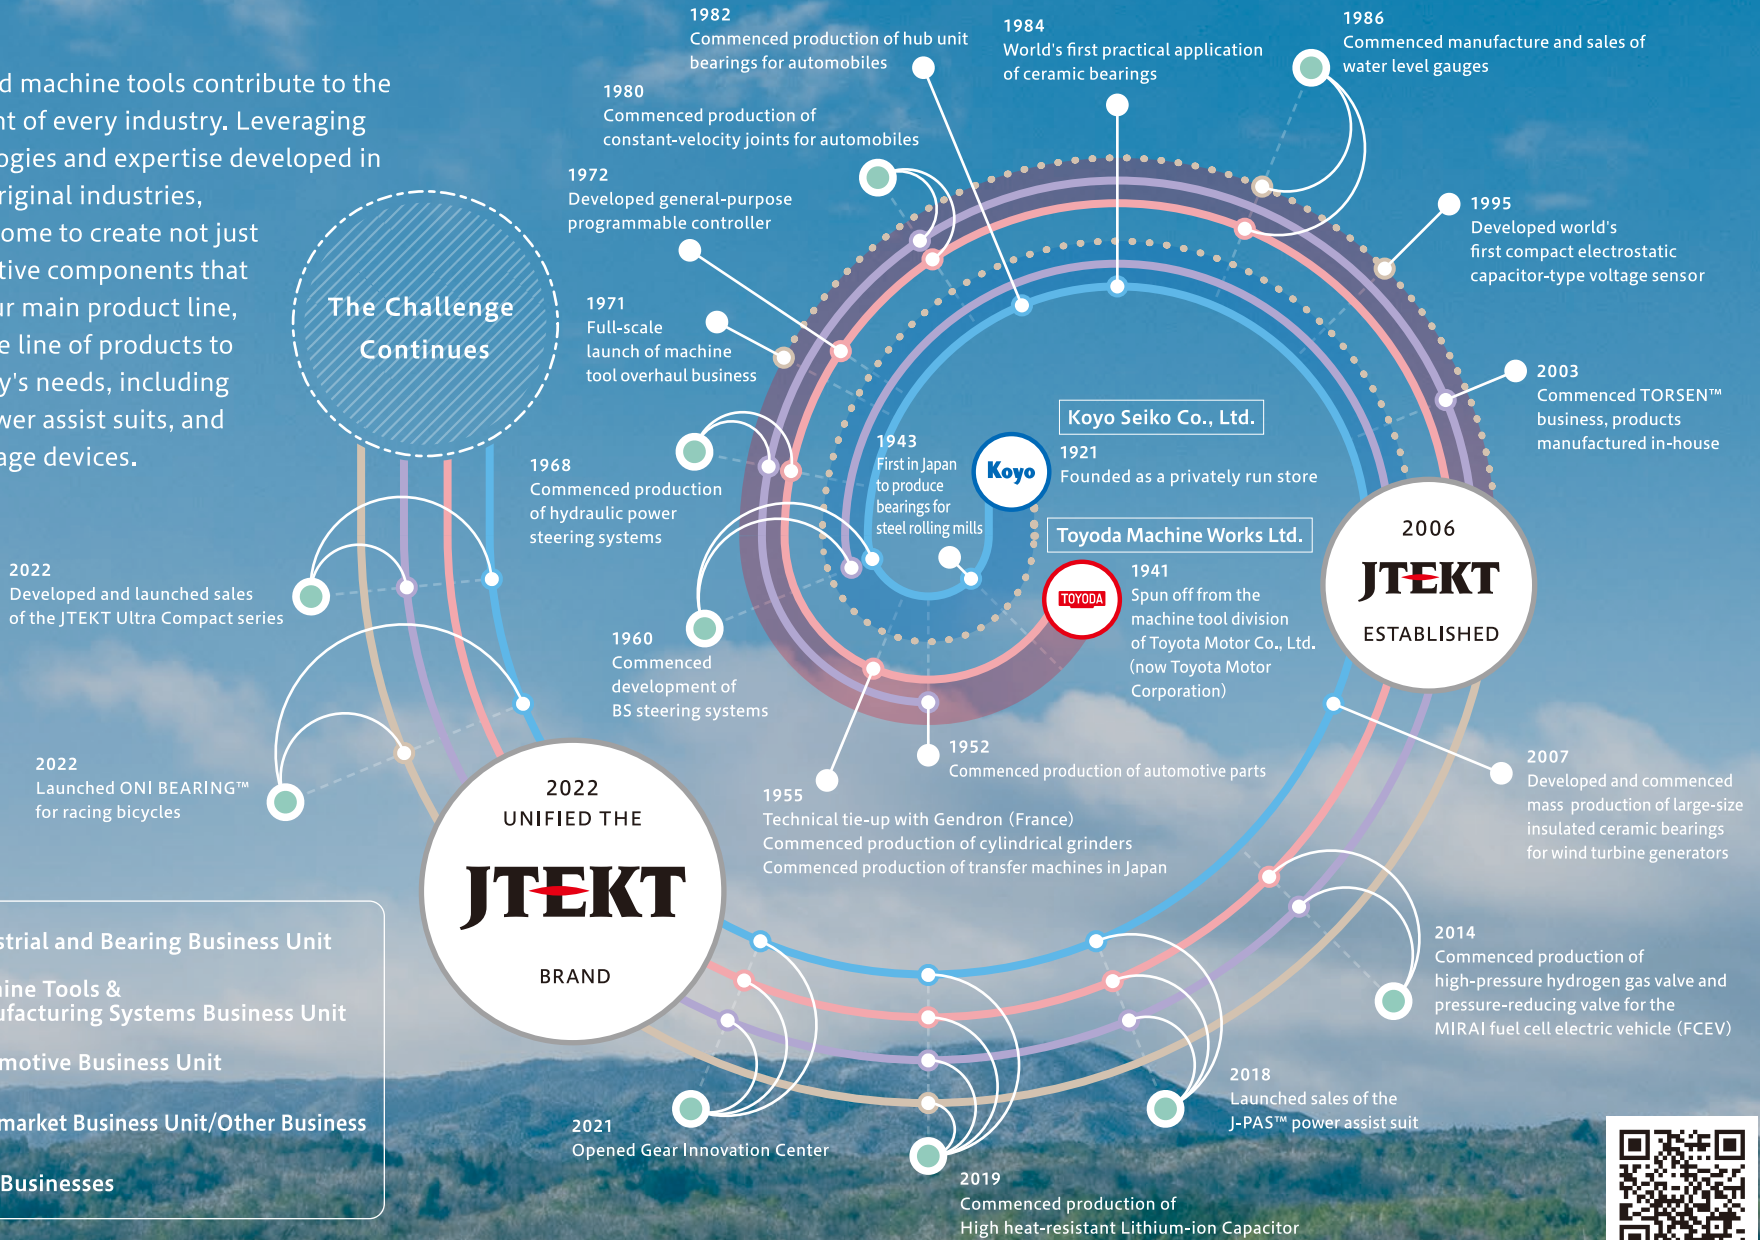 d machine tools contribute to the
of every industry. Leveraging
and expertise developed in
industries,
to create not just
components that
main product line,
line of products to
needs, including
assist suits, and
devices.
The Challenge
Continues
1982
Commenced production of hub unit
bearings for automobiles
1984
World's first practical application
of ceramic bearings
1986
Commenced manufacture and sales of
water level gauges
1980
Commenced production of
constant-velocity joints for automobiles
1972
Developed general-purpose
programmable controller
1995
Developed world's
first compact electrostatic
capacitor-type voltage sensor
1971
Full-scale
launch of machine
tool overhaul business
2003
Commenced TORSEN™
business, products
manufactured in-house
1968
Commenced production
of hydraulic power
steering systems
1943
First in Japan
to produce
bearings for
steel rolling mills
Koyo
Koyo Seiko Co., Ltd.
1921
Founded as a privately run store
Toyoda Machine Works Ltd.
TOYODA
1941
Spun off from the
machine tool division
of Toyota Motor Co., Ltd.
(now Toyota Motor
Corporation)
2006
JTEKT
ESTABLISHED
2022
Developed and launched sales
of the JTEKT Ultra Compact series
1960
Commenced
development of
BS steering systems
1952
Commenced production of automotive parts
1955
Technical tie-up with Gendron (France)
Commenced production of cylindrical grinders
Commenced production of transfer machines in Japan
2007
Developed and commenced
mass production of large-size
insulated ceramic bearings
for wind turbine generators
2022
Launched ONI BEARING™
for racing bicycles
2022
UNIFIED THE
JTEKT
BRAND
2014
Commenced production of
high-pressure hydrogen gas valve and
pressure-reducing valve for the
MIRAI fuel cell electric vehicle (FCEV)
2018
Launched sales of the
J-PAS™ power assist suit
2021
Opened Gear Innovation Center
2019
Commenced production of
High heat-resistant Lithium-ion Capacitor
and Bearing Business Unit
Tools &
Systems Business Unit
Business Unit
Business Unit/Other Business
Businesses